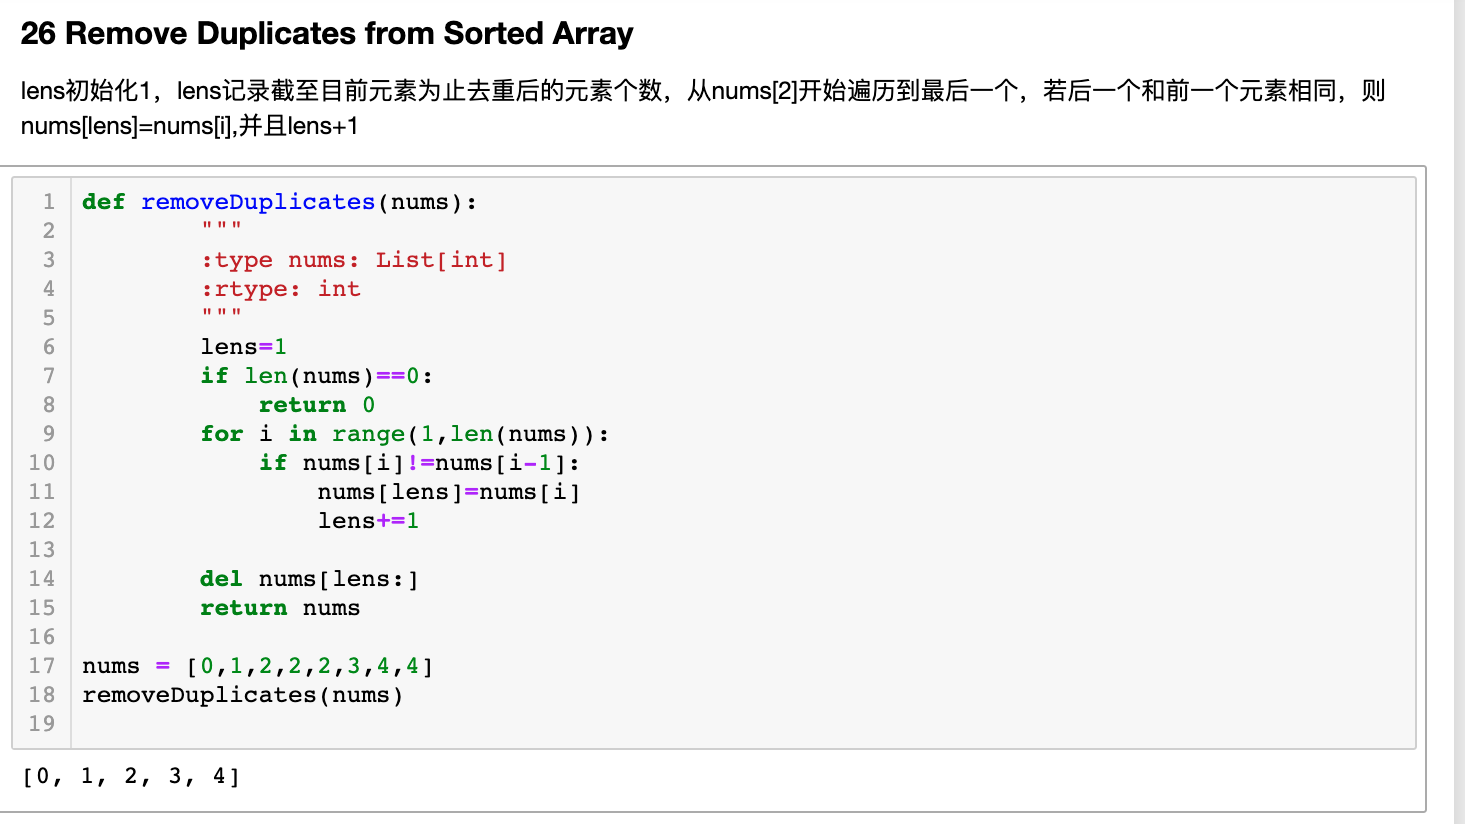 26 Remove Duplicates from Sorted Array
lens初始化1，lens记录截至目前元素为止去重后的元素个数，从nums[2]开始遍历到最后一个，若后一个和前一个元素相同，则
nums[lens]=nums[i],并且lens+1
1 def removeDuplicates(nums):
2 """
3 :type nums: List[int]
4 :rtype: int
5 """
6 lens=1
7 if len(nums)==0:
8 return 0
9 for i in range(1,len(nums)):
10 if nums[i]!=nums[i-1]:
11 nums[lens]=nums[i]
12 lens+=1
13
14 del nums[lens:]
15 return nums
16
17 nums = [0,1,2,2,2,3,4,4]
18 removeDuplicates(nums)
19
[0, 1, 2, 3, 4]